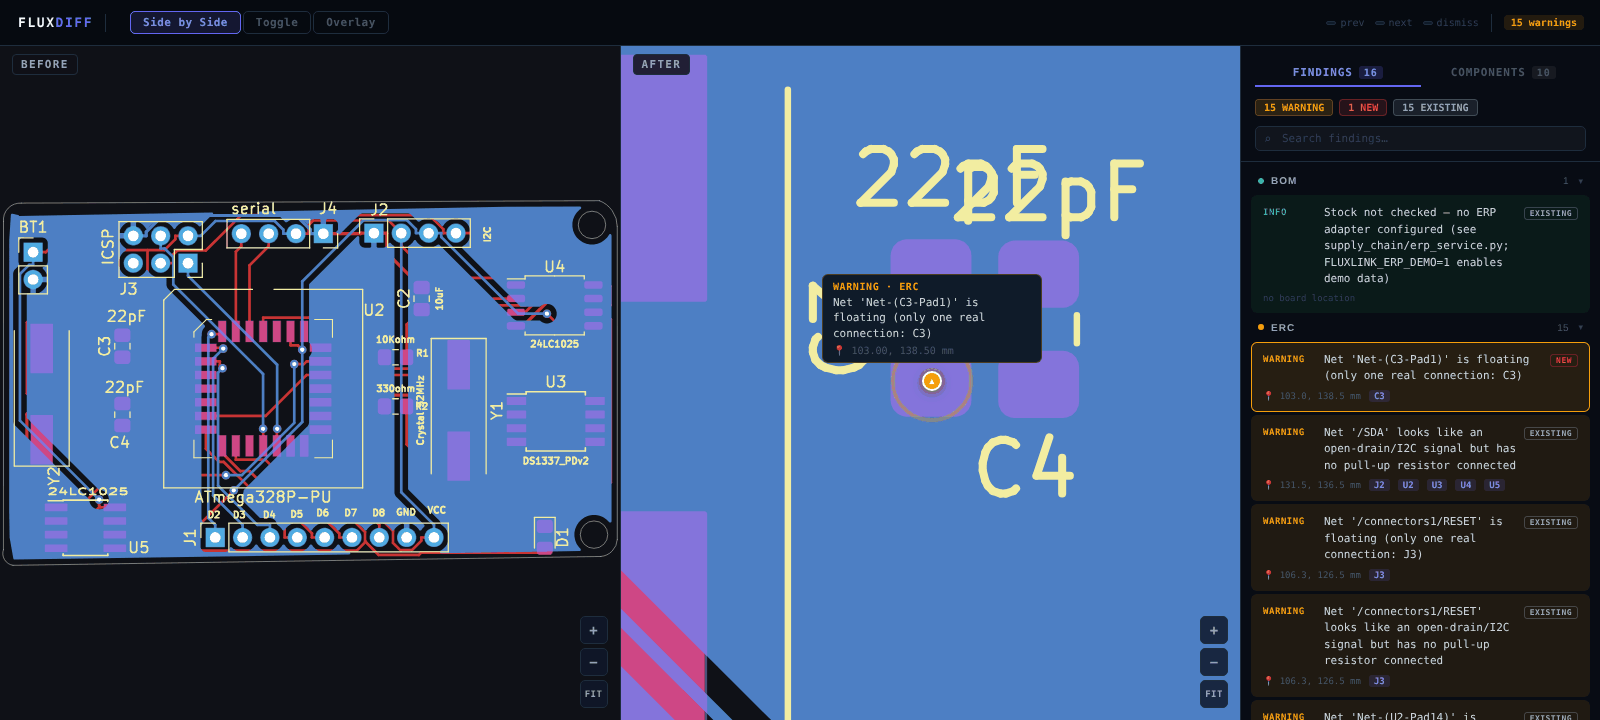 FLUXDIFF
Side by Side
Toggle
Overlay
prev
next
dismiss
15 warnings
BEFORE
BT1
ICSP
J3
serial
J4
J2
I2C
U4
24LC1025
U2
C2
10uF
22pF
C3
22pF
C4
10Kohm
R1
330ohm
R2
Y1
U3
DS1337_PDv2
Y2
24LC1025
U5
ATmega328P-PU
J1
D2 D3 D4 D5 D6 D7 D8 GND VCC
D1
+
−
FIT
AFTER
22pF
22pF
WARNING · ERC
Net 'Net-(C3-Pad1)' is
floating (only one real
connection: C3)
103.00, 138.50 mm
C4
+
−
FIT
FINDINGS 16
COMPONENTS 10
15 WARNING
1 NEW
15 EXISTING
Search findings…
BOM
1
INFO
Stock not checked — no ERP
adapter configured (see
supply_chain/erp_service.py;
FLUXLINK_ERP_DEMO=1 enables
demo data)
EXISTING
no board location
ERC
15
WARNING
Net 'Net-(C3-Pad1)' is floating
(only one real connection: C3)
NEW
103.0, 138.5 mm C3
WARNING
Net '/SDA' looks like an
open-drain/I2C signal but has
no pull-up resistor connected
EXISTING
131.5, 136.5 mm J2 U2 U3 U4 U5
WARNING
Net '/connectors1/RESET' is
floating (only one real
connection: J3)
EXISTING
106.3, 126.5 mm J3
WARNING
Net '/connectors1/RESET'
looks like an open-drain/I2C
signal but has no pull-up
resistor connected
EXISTING
106.3, 126.5 mm J3
WARNING
Net 'Net-(U2-Pad14)' is
EXISTING